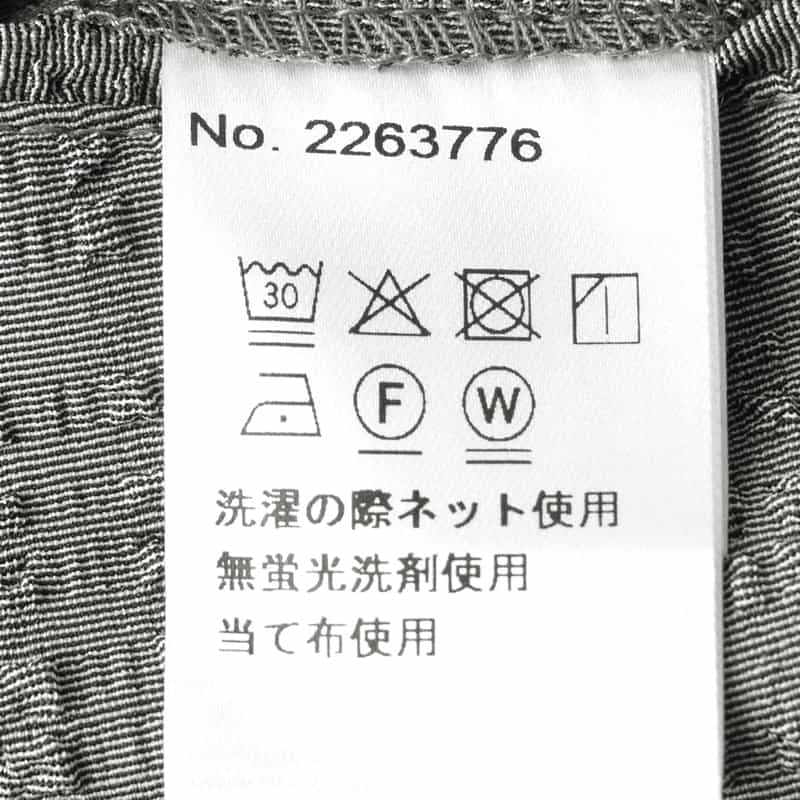 No. 2263776
30
F W
洗濯の際ネット使用
無蛍光洗剤使用
当て布使用